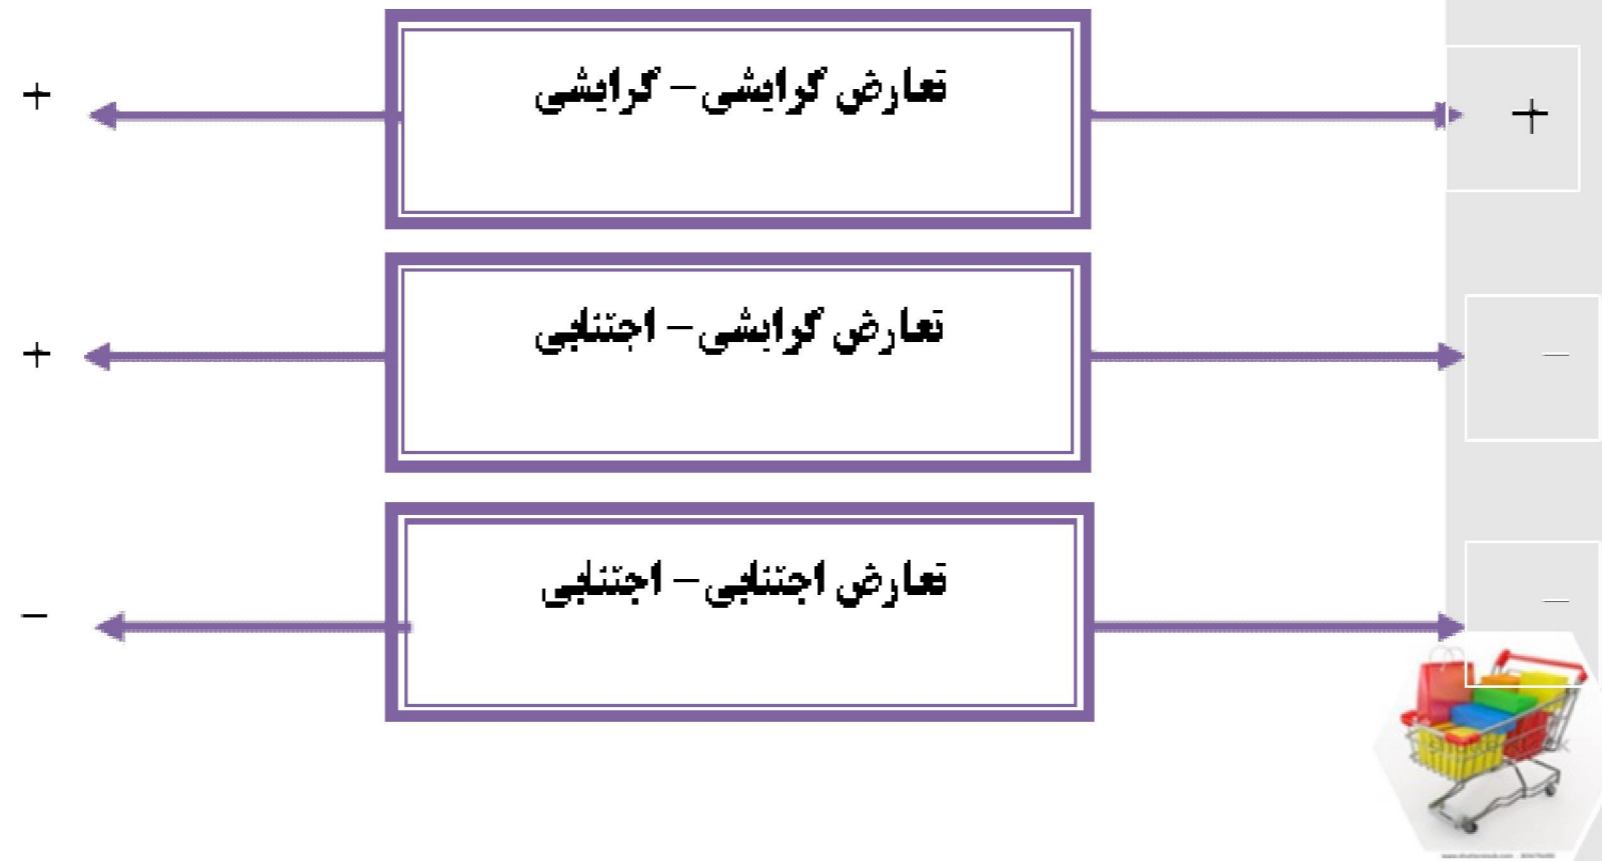 + تعارض گرایشی – گرایشی +
+ تعارض گرایشی – اجتنابی –
– تعارض اجتنابی – اجتنابی –